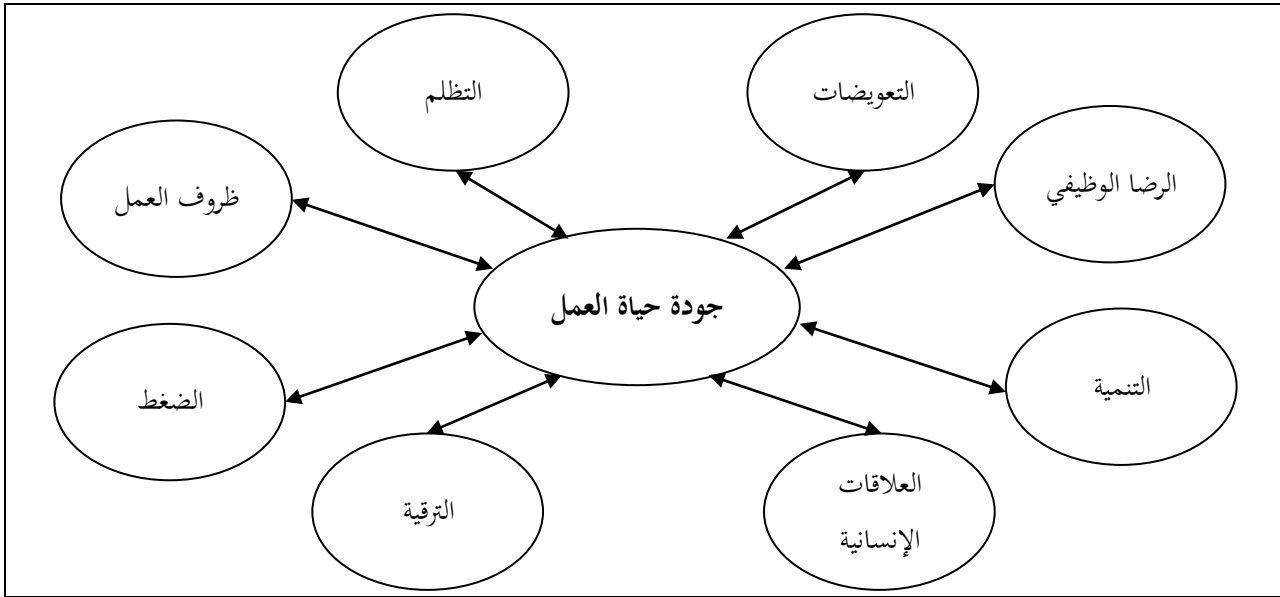 التعويضات
التظلم
الرضا الوظيفي
ظروف العمل
جودة حياة العمل
التنمية
الضغط
العلاقات
الإنسانية
الترقية